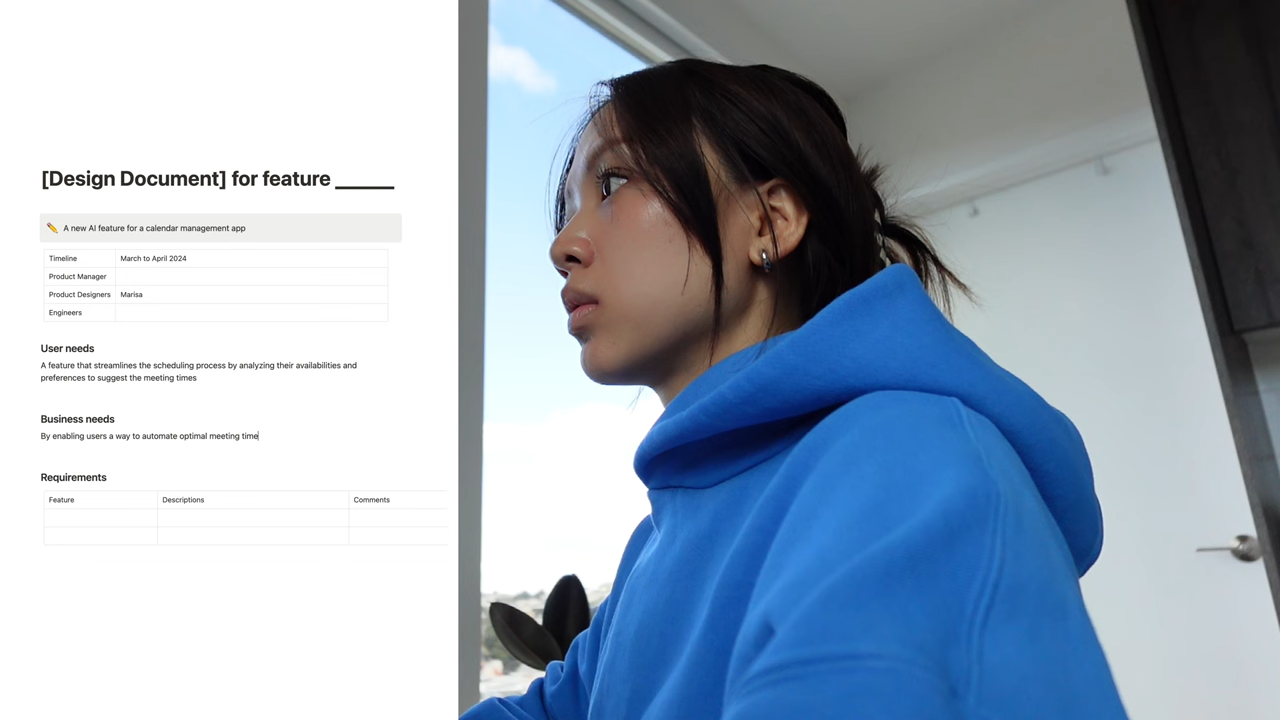 [Design Document] for feature _____
✏️ A new AI feature for a calendar management app
Timeline March to April 2024
Product Manager
Product Designers Marisa
Engineers
User needs
A feature that streamlines the scheduling process by analyzing their availabilities and
preferences to suggest the meeting times
Business needs
By enabling users a way to automate optimal meeting time
Requirements
Feature Descriptions Comments